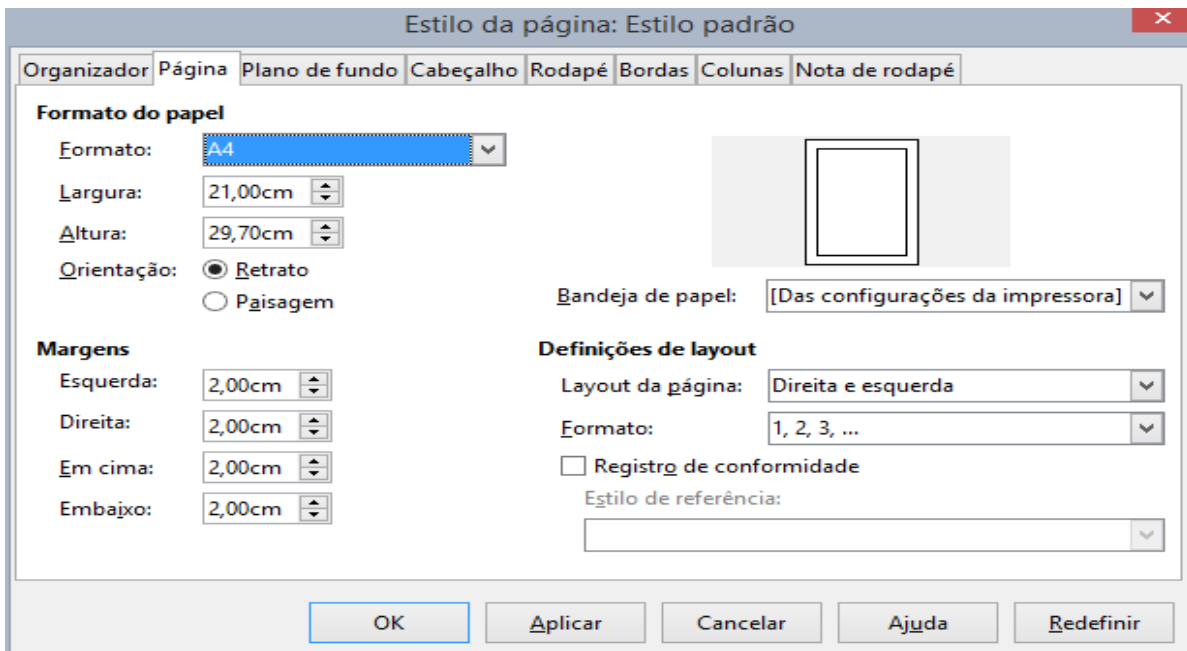 Estilo da página: Estilo padrão
Organizador Página Plano de fundo Cabeçalho Rodapé Bordas Colunas Nota de rodapé
Formato do papel
Formato: A4
Largura: 21,00cm
Altura: 29,70cm
Orientação: Retrato
Paisagem
Bandeja de papel: [Das configurações da impressora]
Margens
Esquerda: 2,00cm
Direita: 2,00cm
Em cima: 2,00cm
Embaixo: 2,00cm
Definições de layout
Layout da página: Direita e esquerda
Formato: 1, 2, 3, ...
Registro de conformidade
Estilo de referência:
OK Aplicar Cancelar Ajuda Redefinir